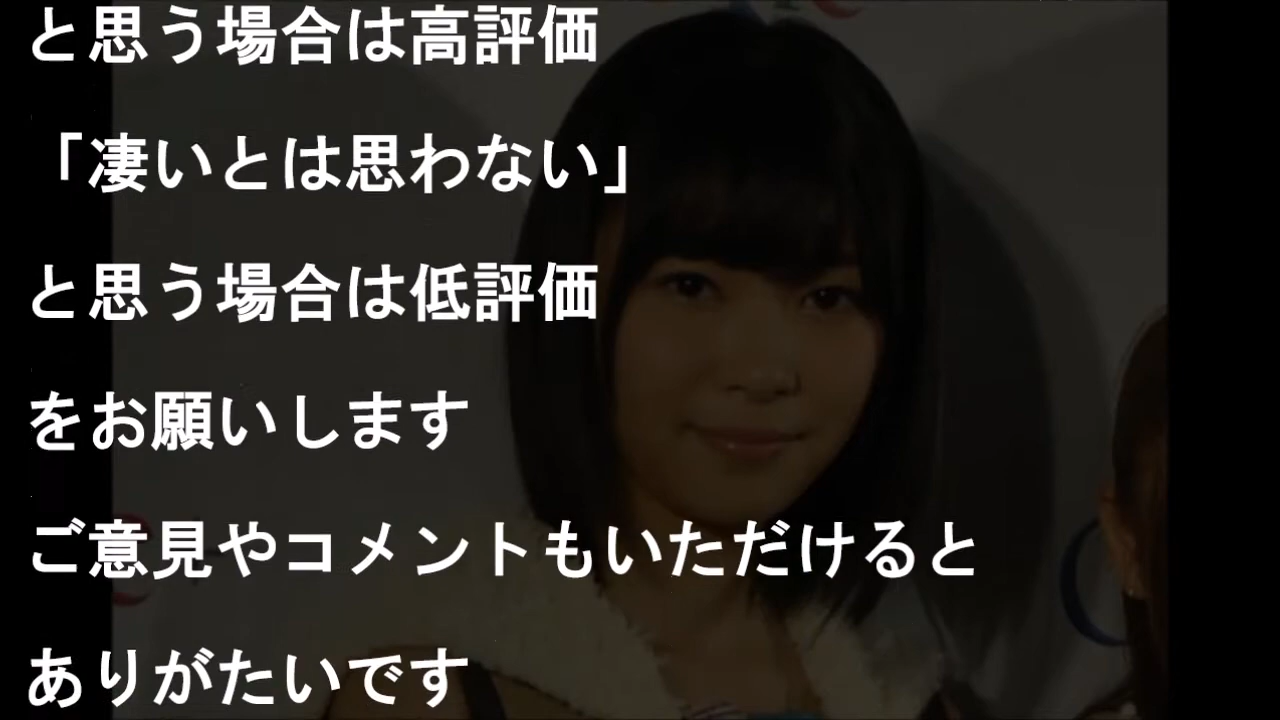 と思う場合は高評価
「凄いとは思わない」
と思う場合は低評価
をお願いします
ご意見やコメントもいただけると
ありがたいです